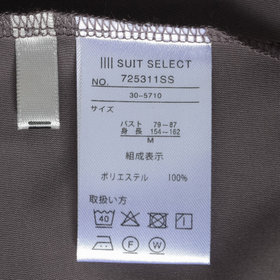 SUIT SELECT
NO. 725311SS
30-5710
サイズ
バスト 79-87
身長 154-162
M
組成表示
ポリエステル 100%
取扱い方
40
F W